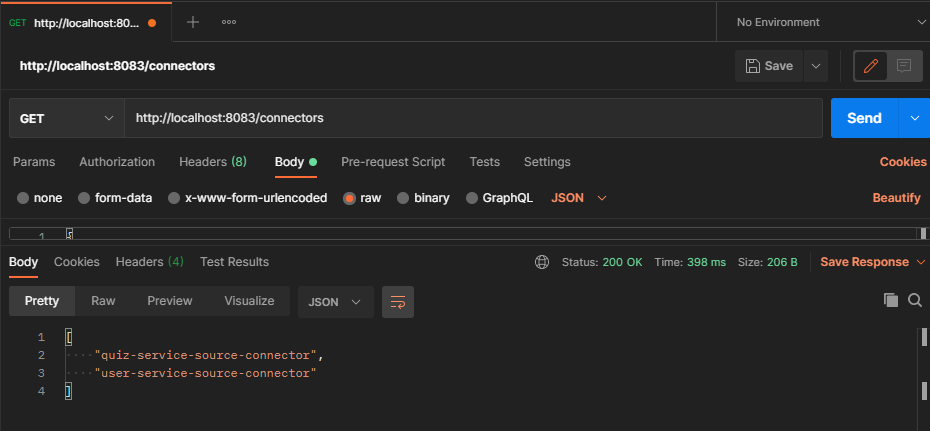 GET http://localhost:80... No Environment
http://localhost:8083/connectors Save
GET http://localhost:8083/connectors Send
Params Authorization Headers (8) Body Pre-request Script Tests Settings Cookies
none form-data x-www-form-urlencoded raw binary GraphQL JSON Beautify
1 {
Body Cookies Headers (4) Test Results Status: 200 OK Time: 398 ms Size: 206 B Save Response
Pretty Raw Preview Visualize JSON
1 [
2 "quiz-service-source-connector",
3 "user-service-source-connector"
4 ]